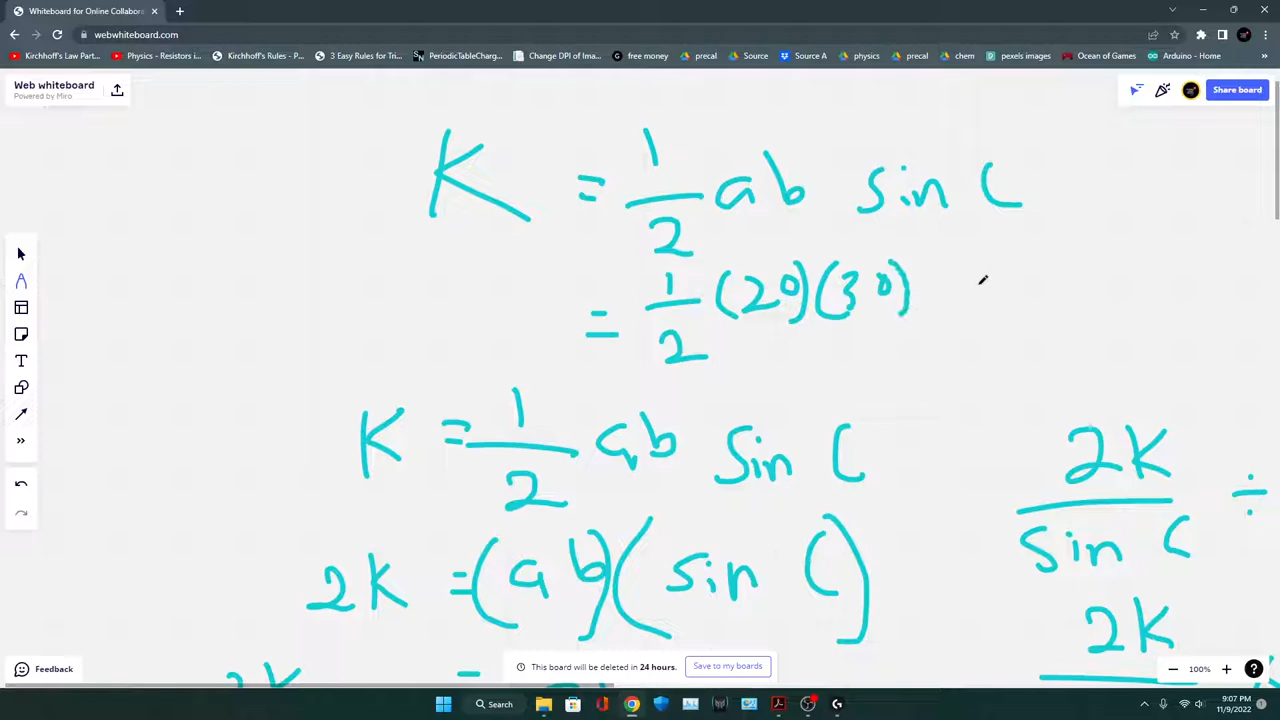 Whiteboard for Online Collabora
webwhiteboard.com
Kirchhoff's Law Part...
Physics - Resistors i...
Kirchhoff's Rules - P...
3 Easy Rules for Tri...
PeriodicTableCharg...
Change DPI of Ima...
free money
precal
Source
Source A
physics
precal
chem
pexels images
Ocean of Games
Arduino - Home
Web whiteboard
Powered by Miro
Share board
K = 1/2 ab sin C
= 1/2 (20)(30)
K = 1/2 ab sin C
2K / sin C ÷
2K = (ab)(sin C)
2K
2K =
Feedback
This board will be deleted in 24 hours.
Save to my boards
100%
Search
9:07 PM
11/9/2022